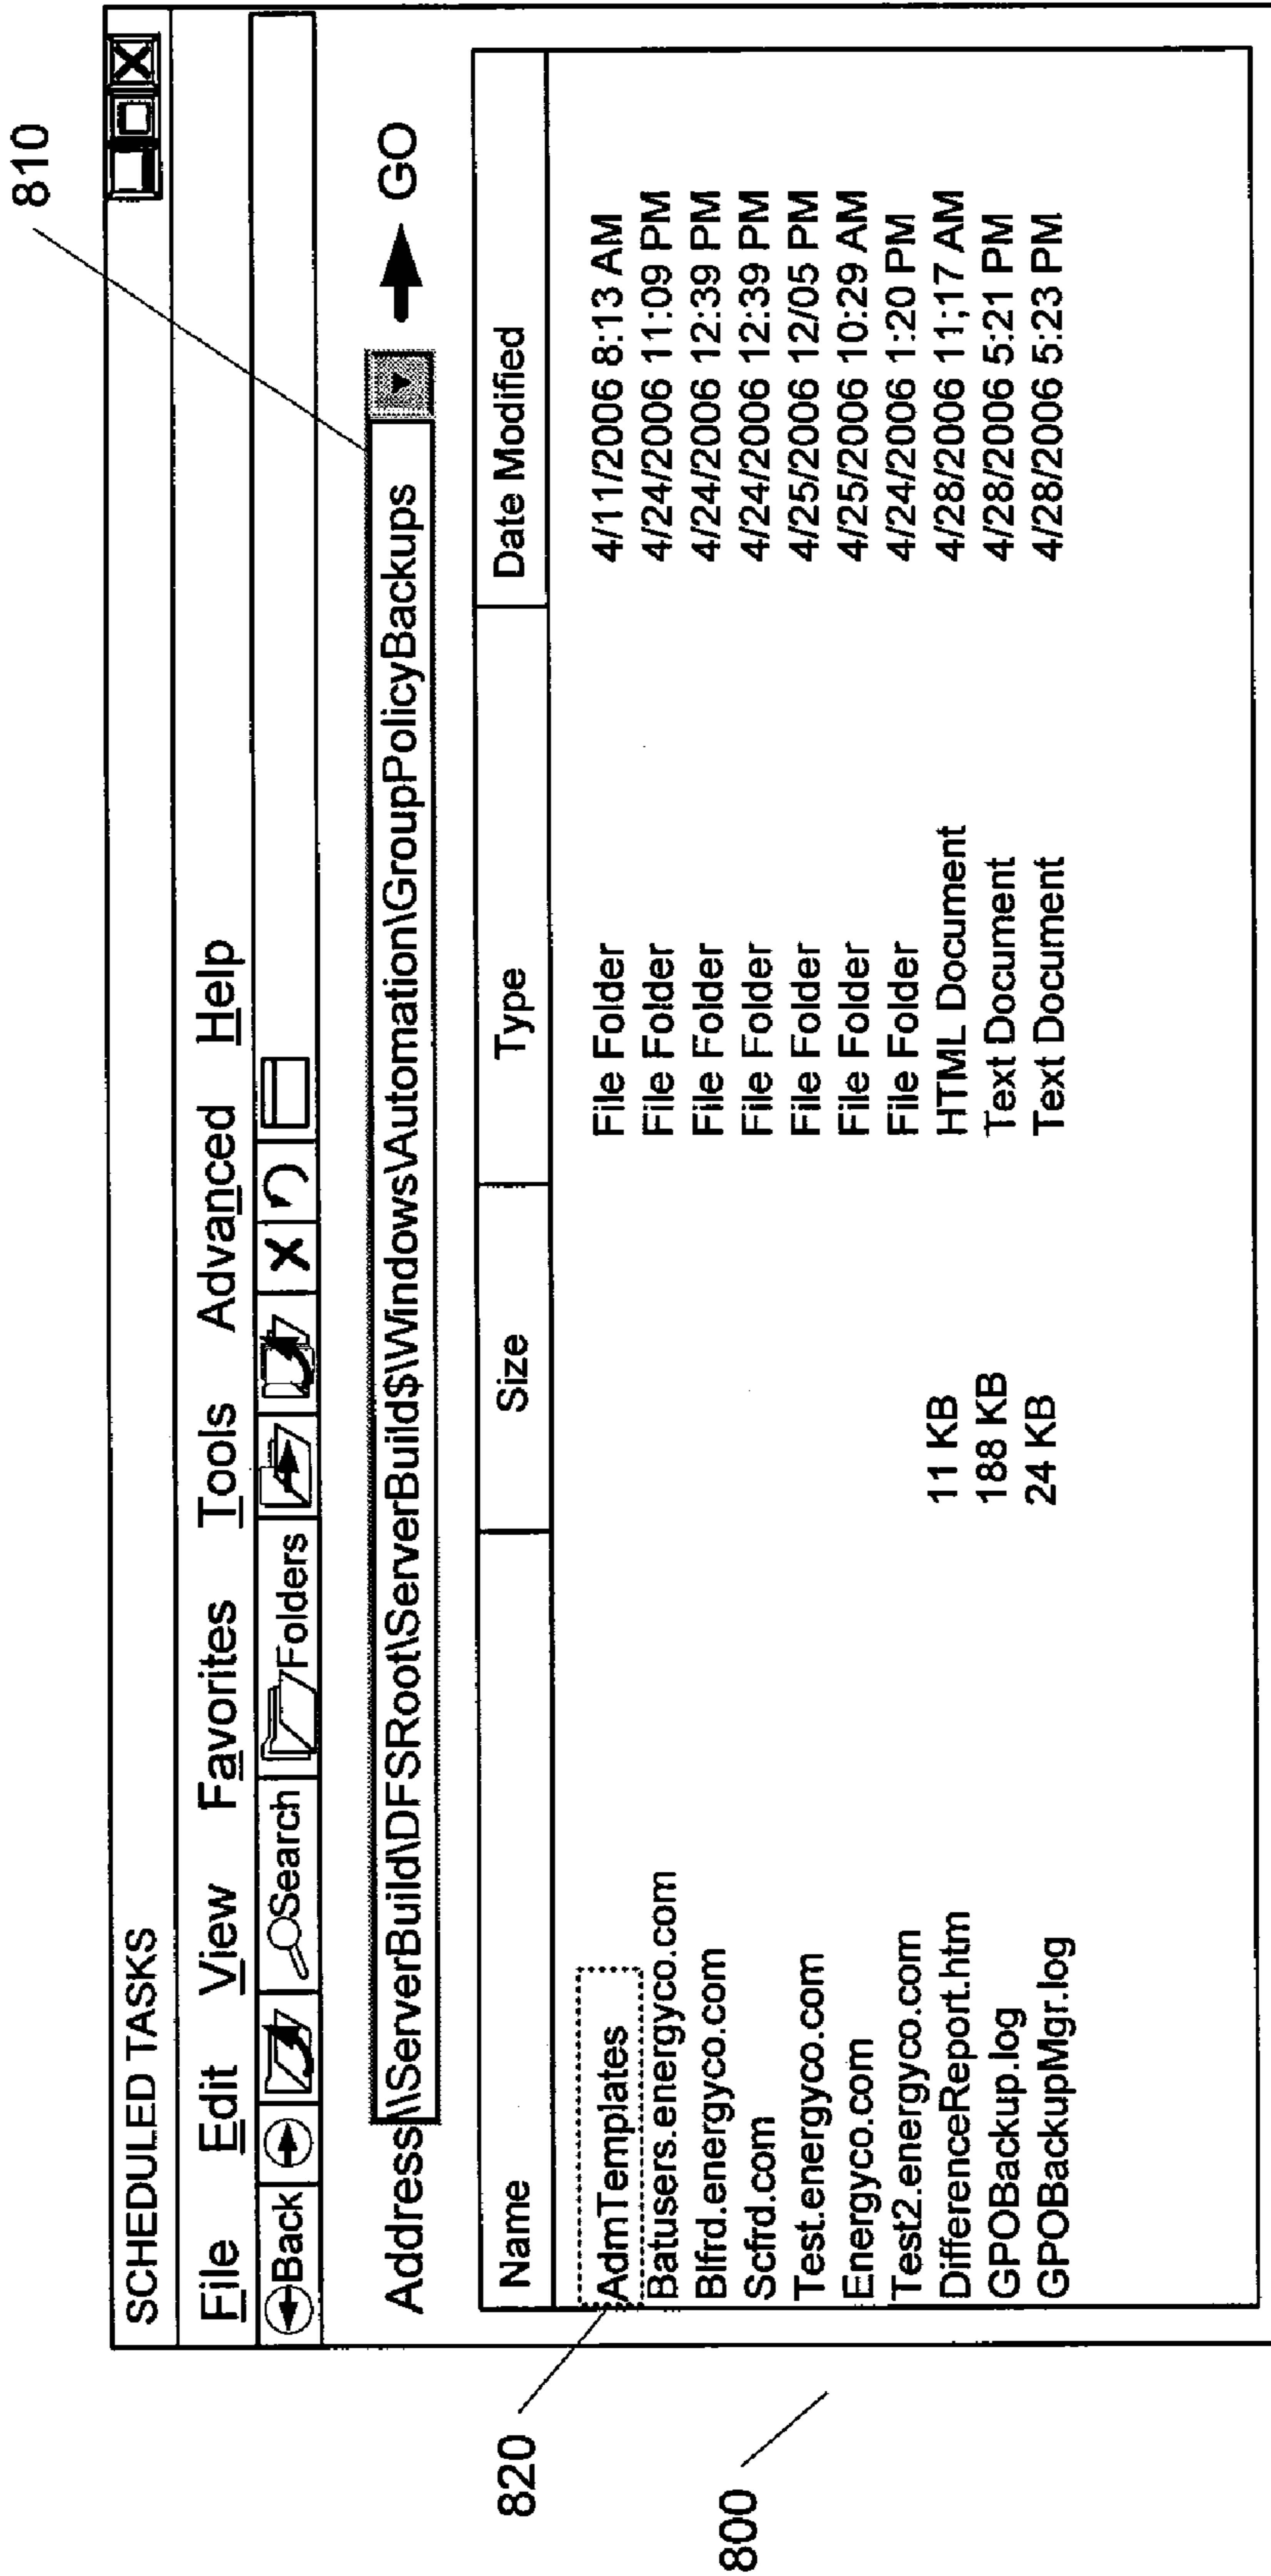 810
SCHEDULED TASKS
File Edit View Favorites Tools Advanced Help
Back Search Folders
Address \\ServerBuild\DFSRoot\ServerBuild$\Windows\Automation\GroupPolicyBackups GO
Name Size Type Date Modified
820
AdmTemplates File Folder 4/11/2006 8:13 AM
Batusers.energyco.com File Folder 4/24/2006 11:09 PM
Blfrd.energyco.com File Folder 4/24/2006 12:39 PM
Scfrd.com File Folder 4/24/2006 12:39 PM
Test.energyco.com File Folder 4/25/2006 12/05 PM
Energyco.com File Folder 4/25/2006 10:29 AM
Test2.energyco.com File Folder 4/24/2006 1:20 PM
DifferenceReport.htm 11 KB HTML Document 4/28/2006 11;17 AM
GPOBackup.log 188 KB Text Document 4/28/2006 5:21 PM
GPOBackupMgr.log 24 KB Text Document 4/28/2006 5:23 PM
800